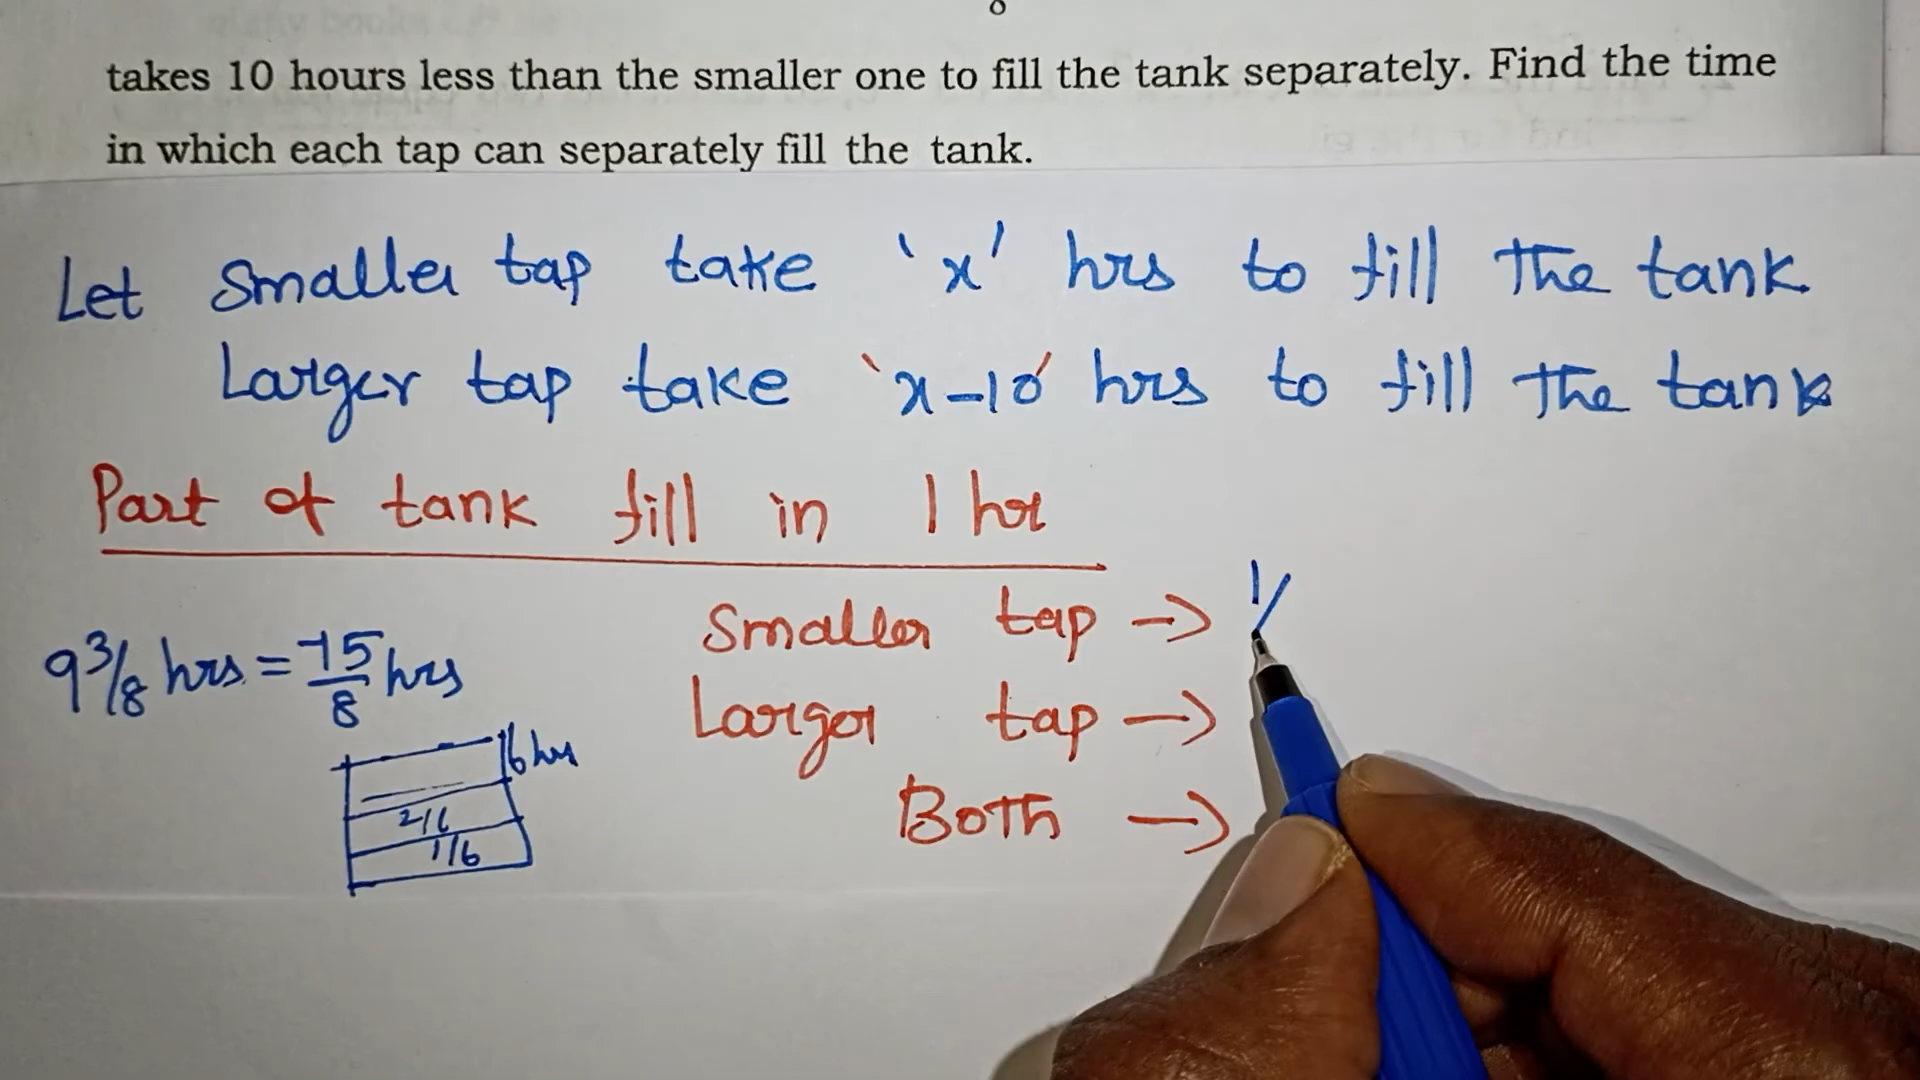 8
takes 10 hours less than the smaller one to fill the tank separately. Find the time
in which each tap can separately fill the tank.
Let smaller tap take 'x' hrs to fill the tank.
Larger tap take 'x-10' hrs to fill the tank
Part of tank fill in 1 hr
Smaller tap → 1/
9 3/8 hrs = 75/8 hrs
Larger tap →
6 hrs
Both →
2/6
1/6